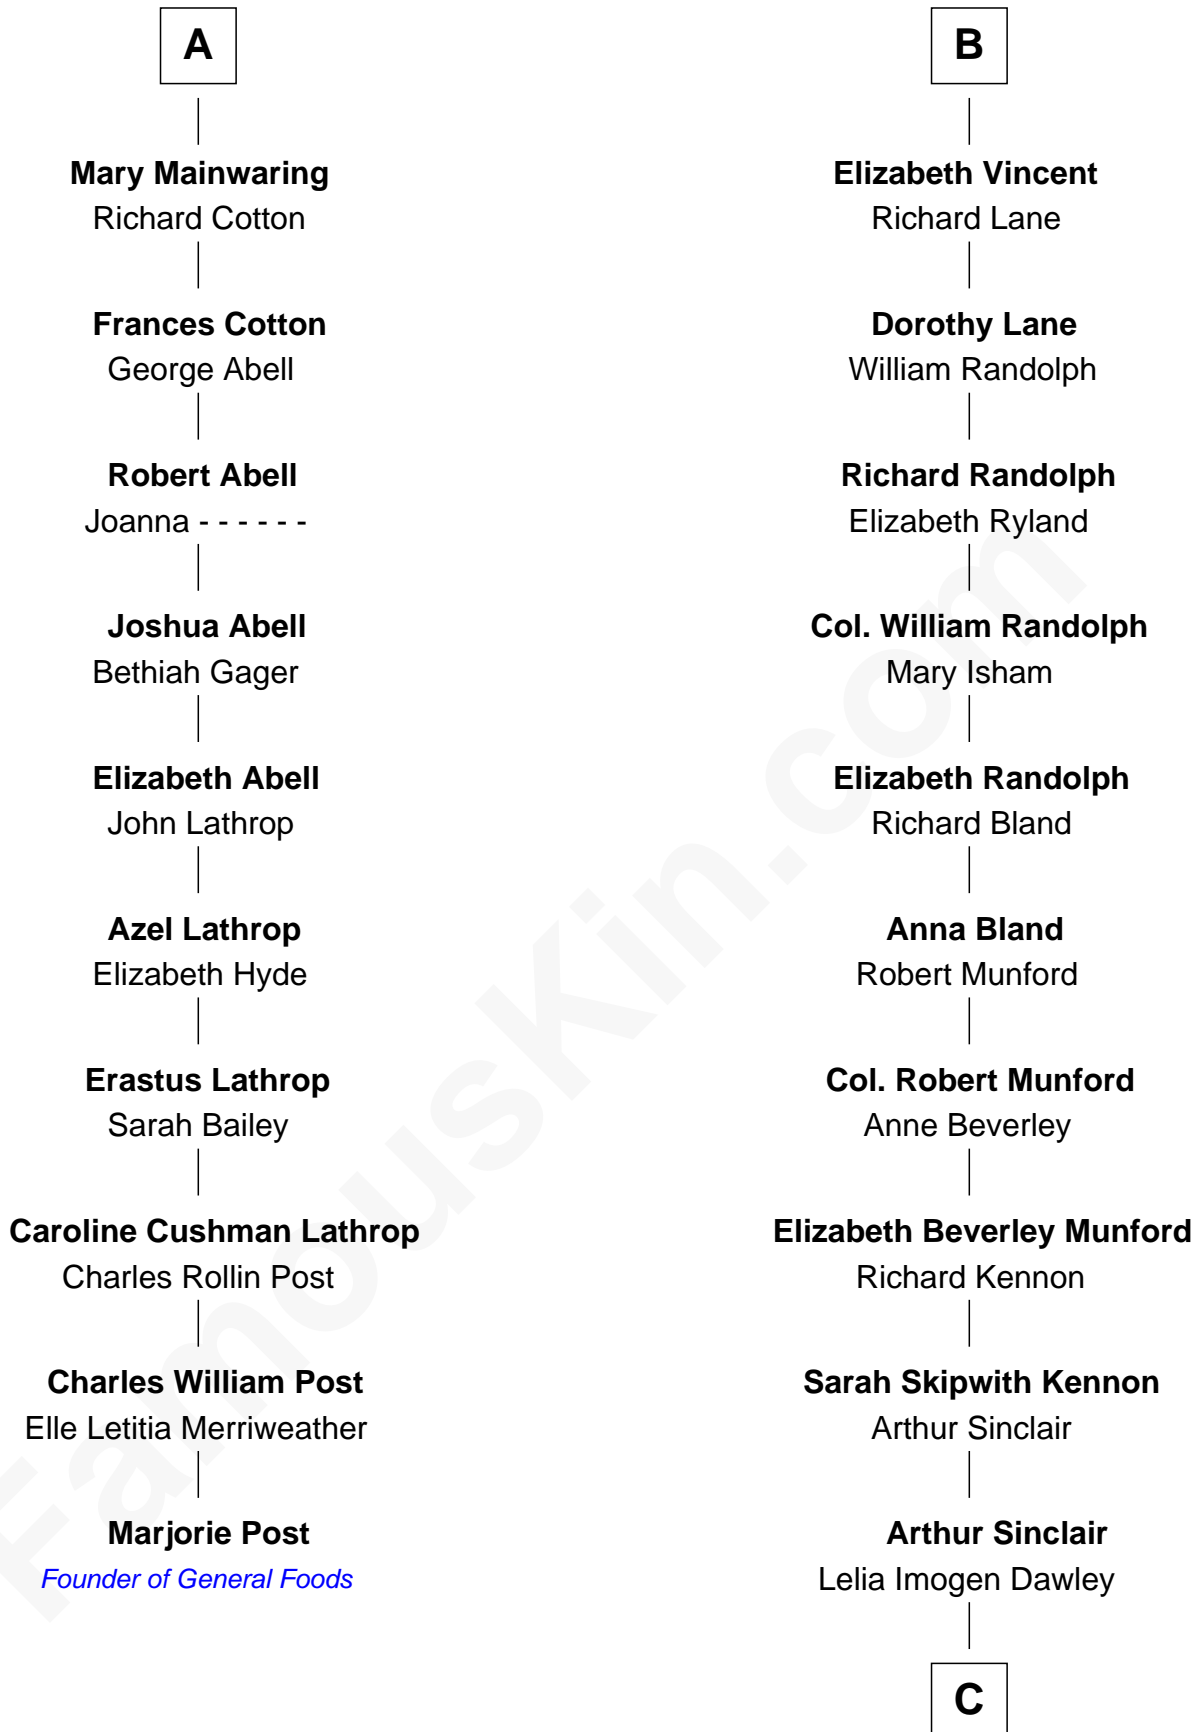 A
Mary Mainwaring
Richard Cotton
Frances Cotton
George Abell
Robert Abell
Joanna - - - - - -
Joshua Abell
Bethiah Gager
Elizabeth Abell
John Lathrop
Azel Lathrop
Elizabeth Hyde
Erastus Lathrop
Sarah Bailey
Caroline Cushman Lathrop
Charles Rollin Post
Charles William Post
Elle Letitia Merriweather
Marjorie Post
Founder of General Foods
B
Elizabeth Vincent
Richard Lane
Dorothy Lane
William Randolph
Richard Randolph
Elizabeth Ryland
Col. William Randolph
Mary Isham
Elizabeth Randolph
Richard Bland
Anna Bland
Robert Munford
Col. Robert Munford
Anne Beverley
Elizabeth Beverley Munford
Richard Kennon
Sarah Skipwith Kennon
Arthur Sinclair
Arthur Sinclair
Lelia Imogen Dawley
C
FamousKin.com